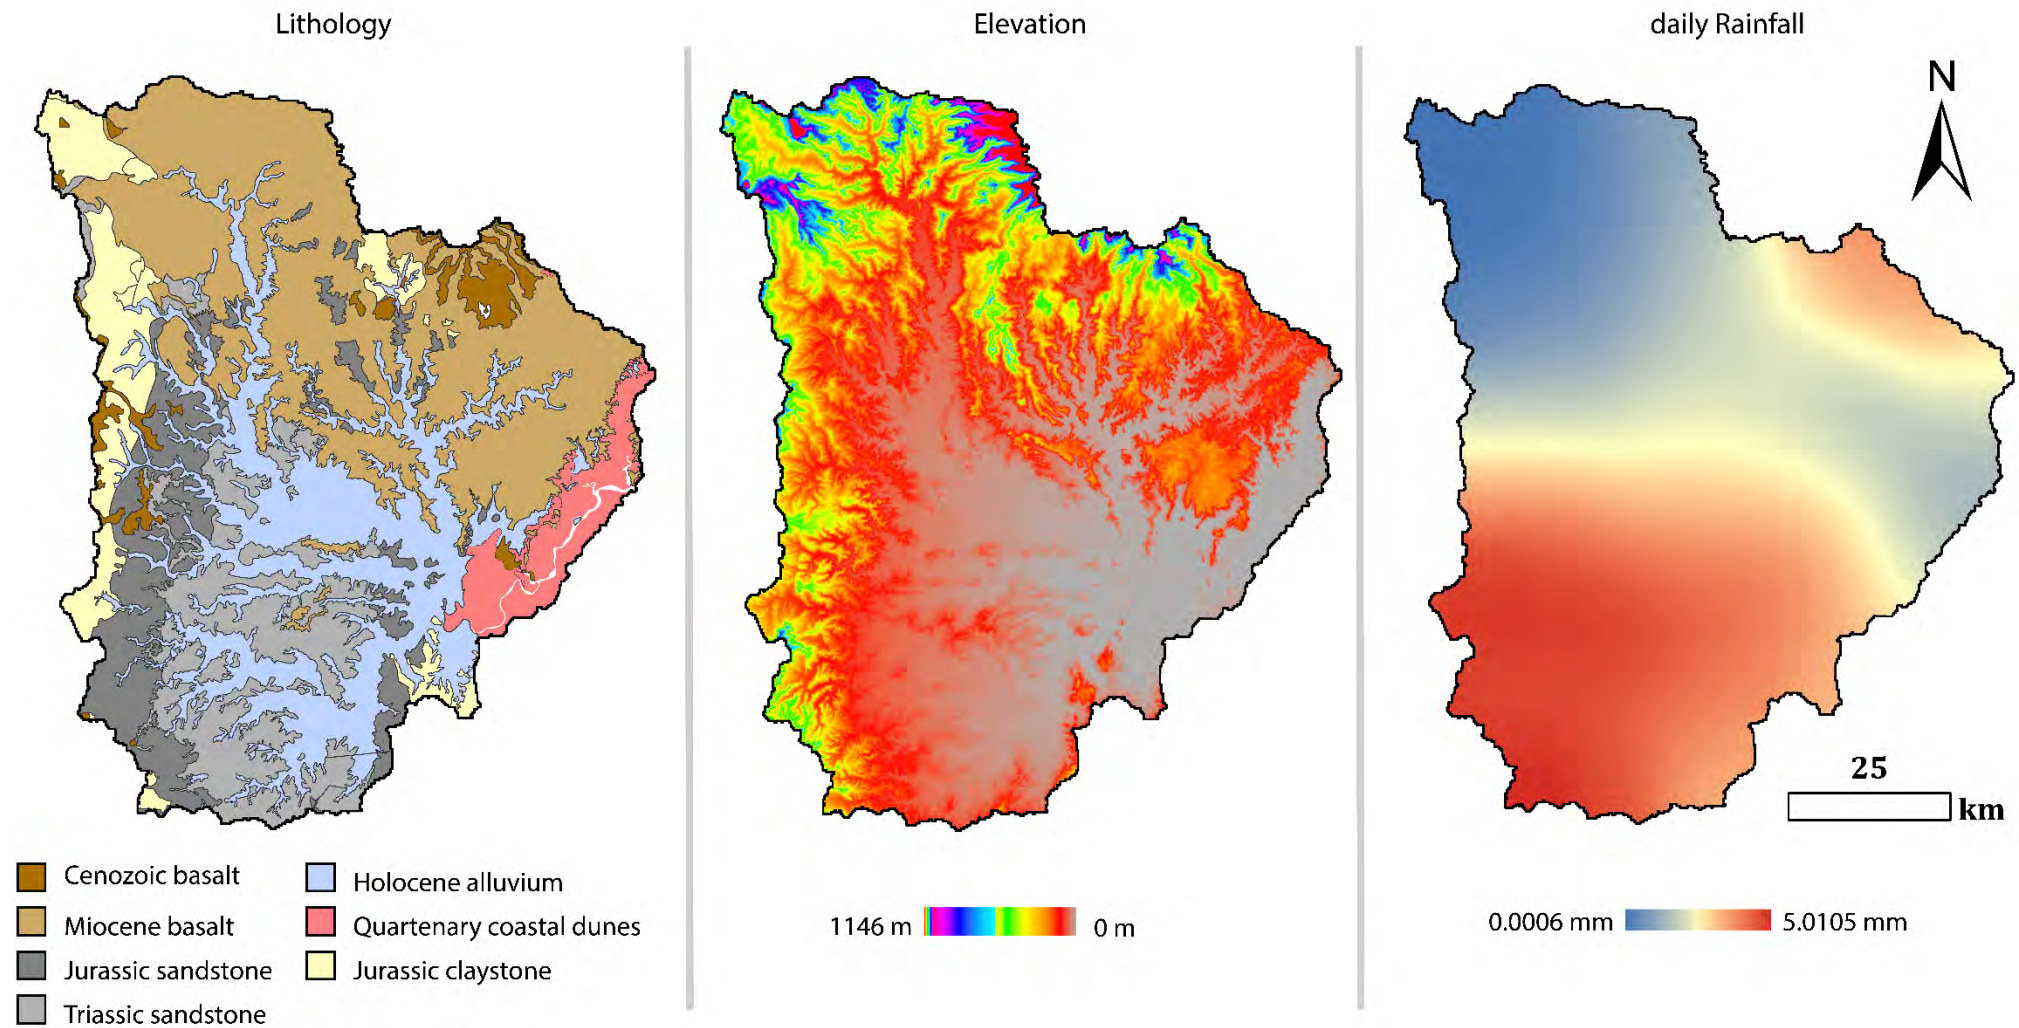 Lithology
Elevation
daily Rainfall
N
25
km
Cenozoic basalt
Holocene alluvium
Miocene basalt
Quartenary coastal dunes
Jurassic sandstone
Jurassic claystone
Triassic sandstone
1146 m
0 m
0.0006 mm
5.0105 mm